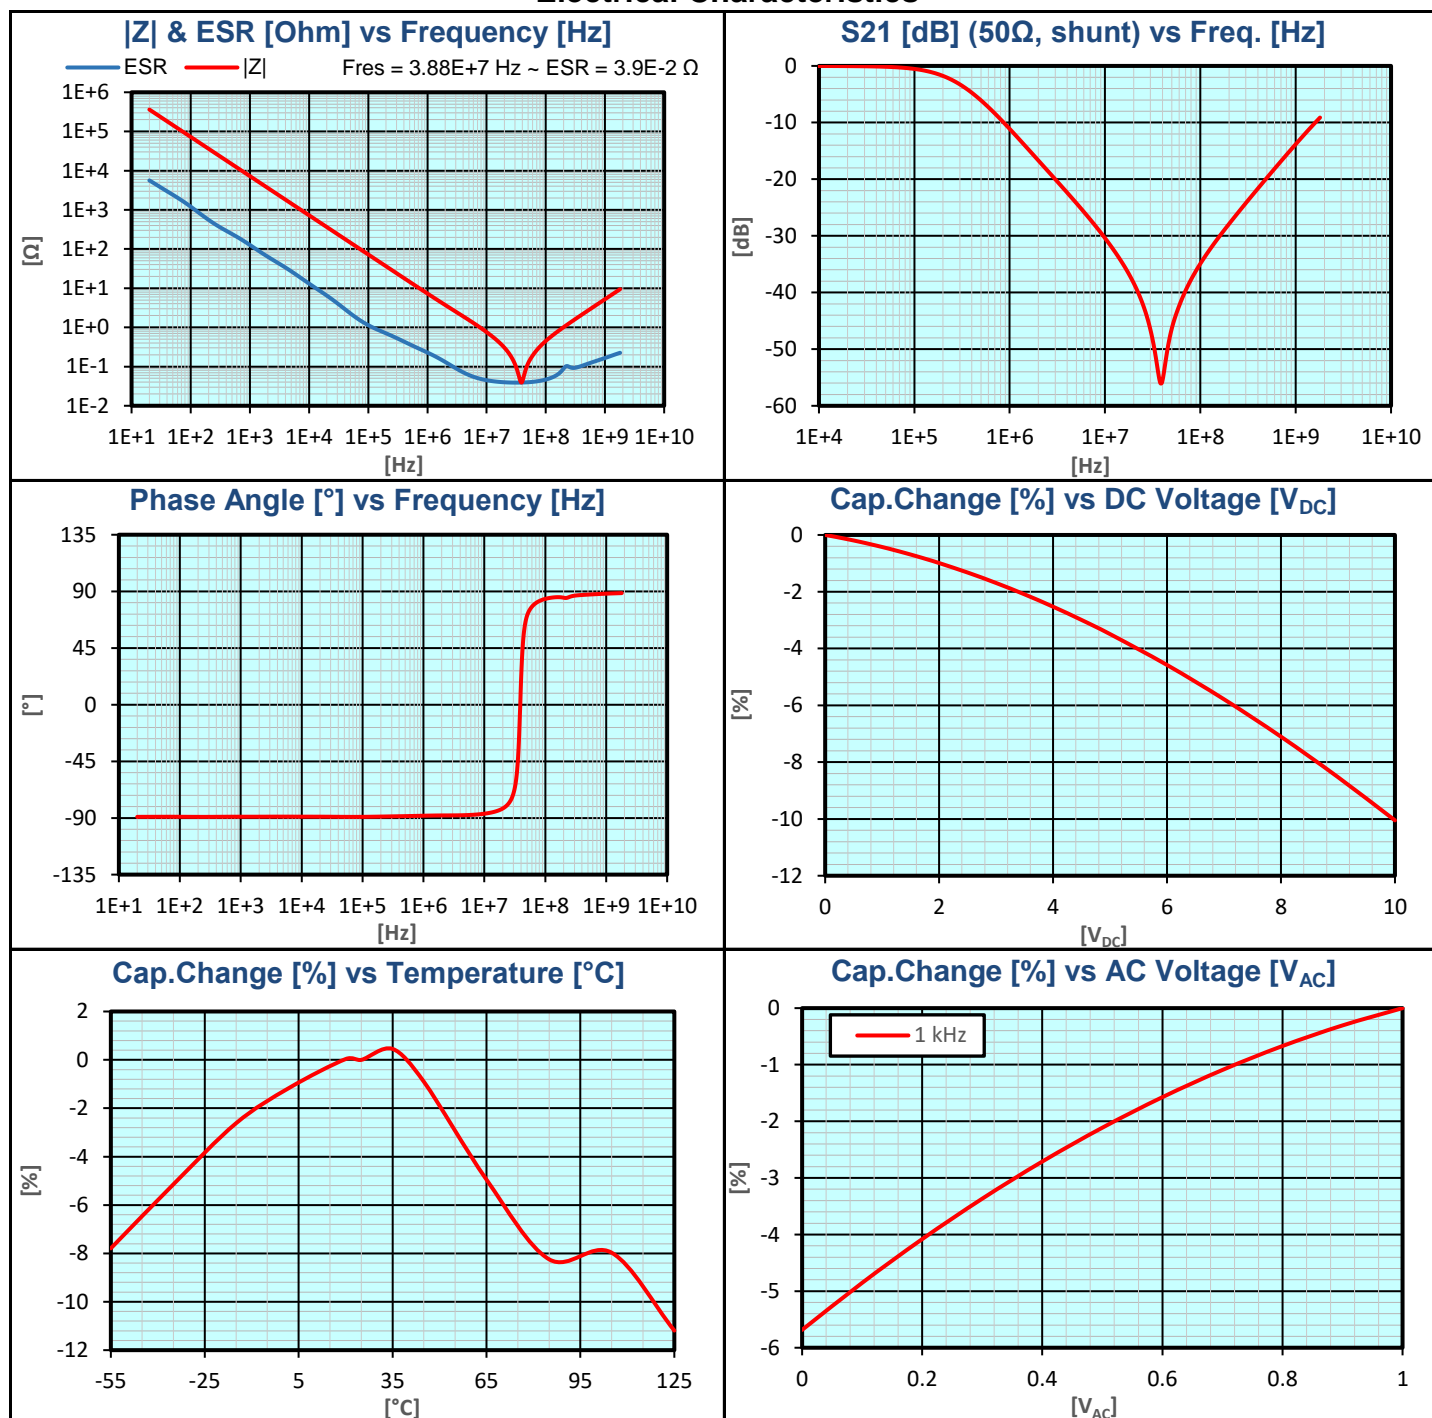 |Z| & ESR [Ohm] vs Frequency [Hz]
ESR |Z| Fres = 3.88E+7 Hz ~ ESR = 3.9E-2 Ω
1E+6
1E+5
1E+4
1E+3
1E+2
1E+1
1E+0
1E-1
1E-2
[Ω]
1E+1 1E+2 1E+3 1E+4 1E+5 1E+6 1E+7 1E+8 1E+9 1E+10
[Hz]
S21 [dB] (50Ω, shunt) vs Freq. [Hz]
0
-10
-20
-30
-40
-50
-60
[dB]
1E+4 1E+5 1E+6 1E+7 1E+8 1E+9 1E+10
[Hz]
Phase Angle [°] vs Frequency [Hz]
135
90
45
0
-45
-90
-135
[°]
1E+1 1E+2 1E+3 1E+4 1E+5 1E+6 1E+7 1E+8 1E+9 1E+10
[Hz]
Cap.Change [%] vs DC Voltage [VDC]
0
-2
-4
-6
-8
-10
-12
[%]
0 2 4 6 8 10
[VDC]
Cap.Change [%] vs Temperature [°C]
2
0
-2
-4
-6
-8
-10
-12
[%]
-55 -25 5 35 65 95 125
[°C]
Cap.Change [%] vs AC Voltage [VAC]
1 kHz
0
-1
-2
-3
-4
-5
-6
[%]
0 0.2 0.4 0.6 0.8 1
[VAC]